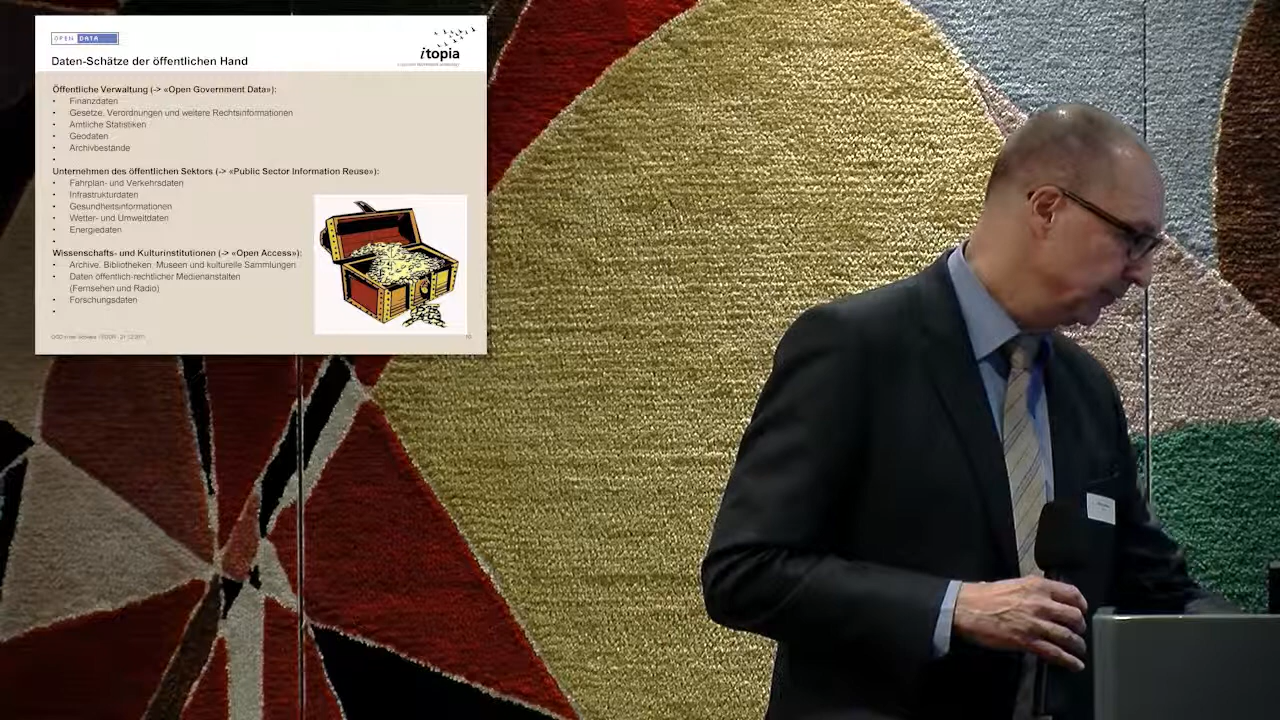 OPEN DATA
itopia
Daten-Schätze der öffentlichen Hand
Öffentliche Verwaltung (-> «Open Government Data»):
• Finanzdaten
• Gesetze, Verordnungen und weitere Rechtsinformationen
• Amtliche Statistiken
• Geodaten
• Archivbestände
•
Unternehmen des öffentlichen Sektors (-> «Public Sector Information Reuse»):
• Fahrplan- und Verkehrsdaten
• Infrastrukturdaten
• Gesundheitsinformationen
• Wetter- und Umweltdaten
• Energiedaten
•
Wissenschafts- und Kulturinstitutionen (-> «Open Access»):
• Archive, Bibliotheken, Museen und kulturelle Sammlungen
• Daten öffentlich-rechtlicher Medienanstalten
(Fernsehen und Radio)
• Forschungsdaten
•
10